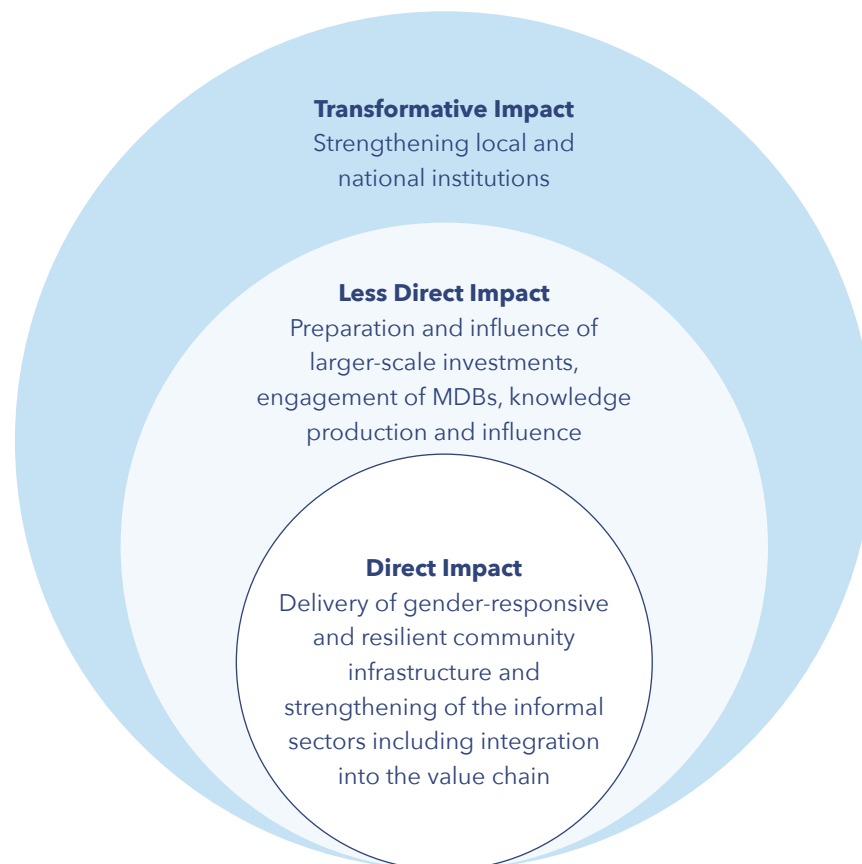 Transformative Impact
Strengthening local and
national institutions
Less Direct Impact
Preparation and influence of
larger-scale investments,
engagement of MDBs, knowledge
production and influence
Direct Impact
Delivery of gender-responsive
and resilient community
infrastructure and
strengthening of the informal
sectors including integration
into the value chain